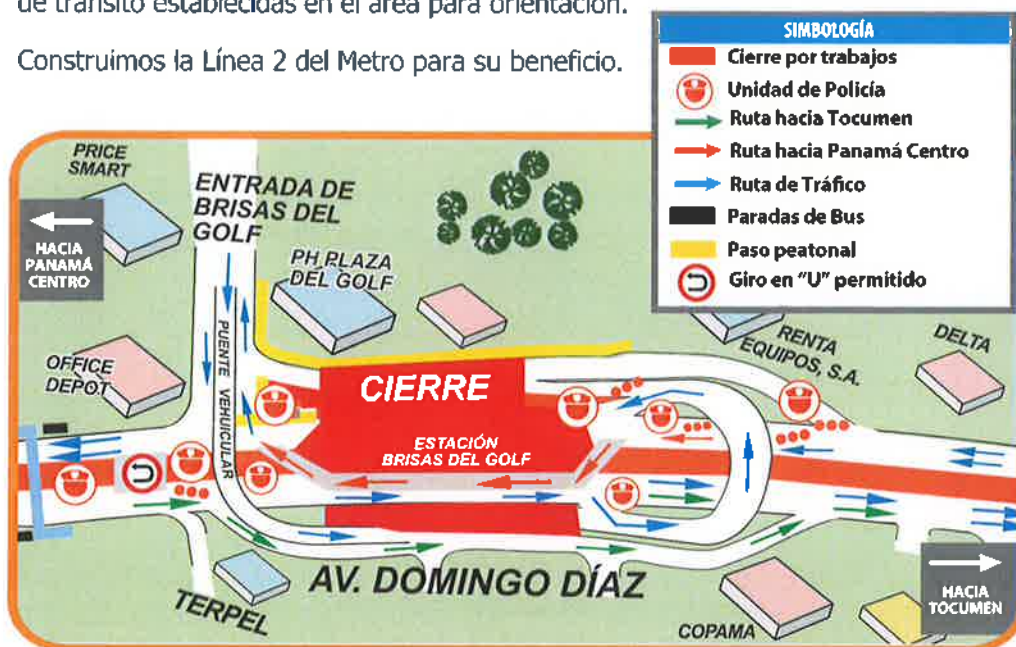 de tránsito establecidas en el área para orientación.
Construimos la Línea 2 del Metro para su beneficio.
SIMBOLOGÍA
Cierre por trabajos
Unidad de Policía
Ruta hacia Tocumen
Ruta hacia Panamá Centro
Ruta de Tráfico
Paradas de Bus
Paso peatonal
Giro en "U" permitido
PRICE
SMART
ENTRADA DE
BRISAS DEL
GOLF
HACIA
PANAMÁ
CENTRO
PH PLAZA
DEL GOLF
RENTA
EQUIPOS, S.A.
DELTA
OFFICE
DEPOT
PUENTE VEHUICULAR
CIERRE
ESTACIÓN
BRISAS DEL GOLF
AV. DOMINGO DÍAZ
TERPEL
COPAMA
HACIA
TOCUMEN